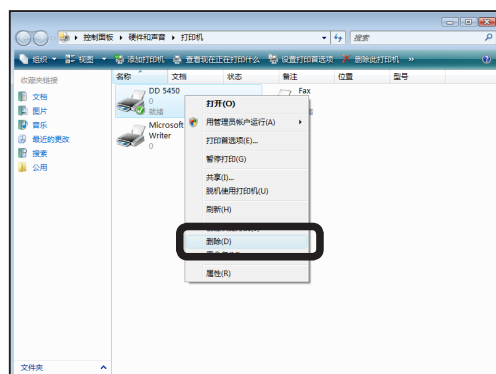 控制面板 ▸ 硬件和声音 ▸ 打印机
搜索
组织 视图 添加打印机 查看现在正在打印什么 设置打印首选项 删除此打印机 »
收藏夹链接
文档
图片
音乐
最近的更改
搜索
公用
文件夹
名称 文档 状态 备注 位置 型号
DD 5450
0
就绪
Fax
Microsoft
Writer
0
打开(O)
用管理员帐户运行(A)
打印首选项(E)...
暂停打印(G)
共享(I)...
脱机使用打印机(U)
刷新(H)
删除(D)
属性(R)